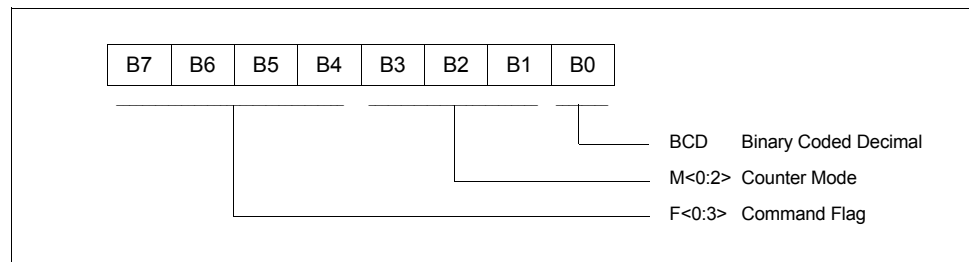 B7 B6 B5 B4 B3 B2 B1 B0
BCD Binary Coded Decimal
M<0:2> Counter Mode
F<0:3> Command Flag